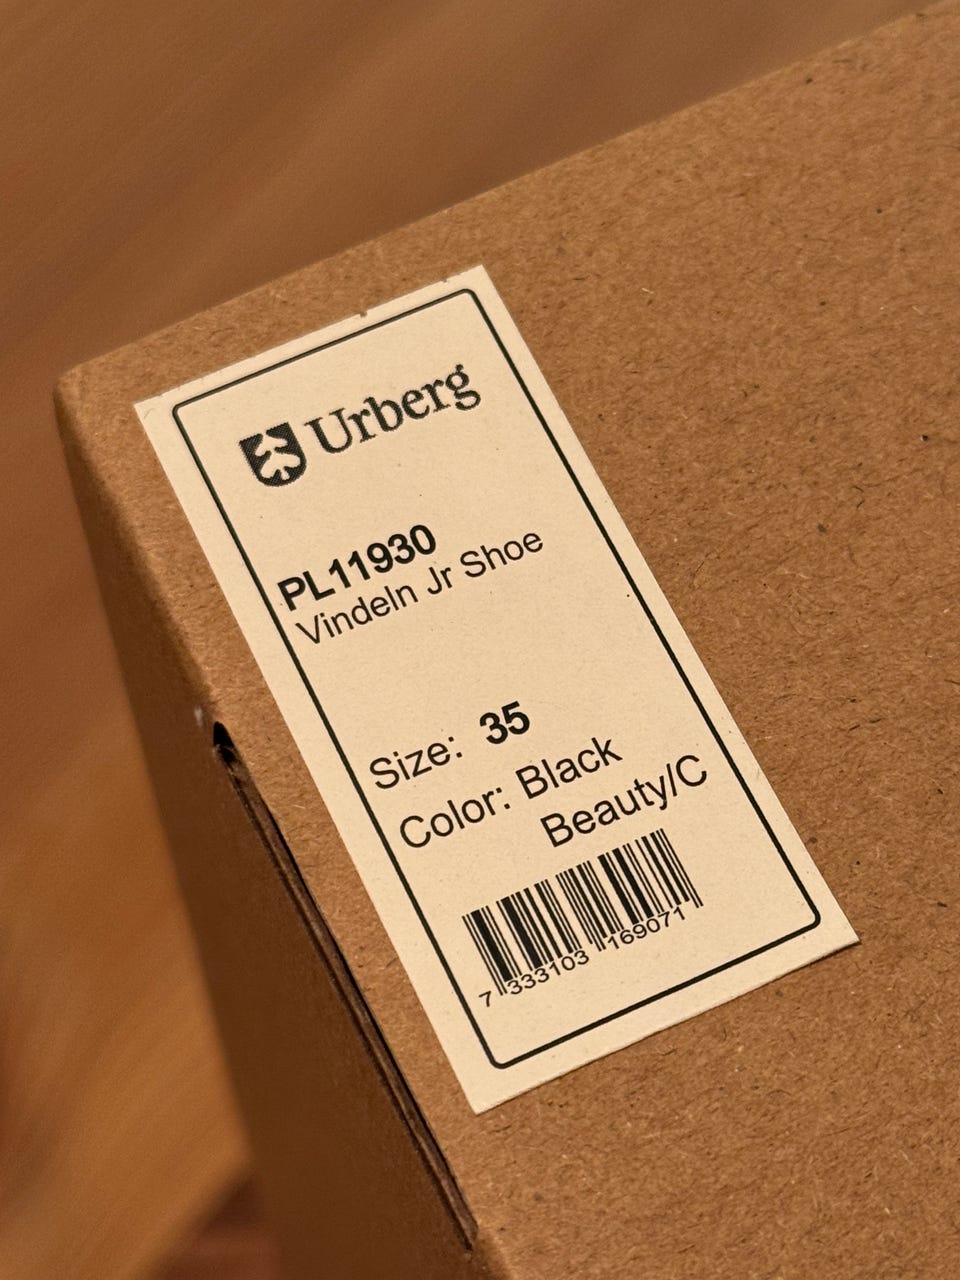 Urberg
PL11930
Vindeln Jr Shoe
Size: 35
Color: Black
Beauty/C
7 333103 169071